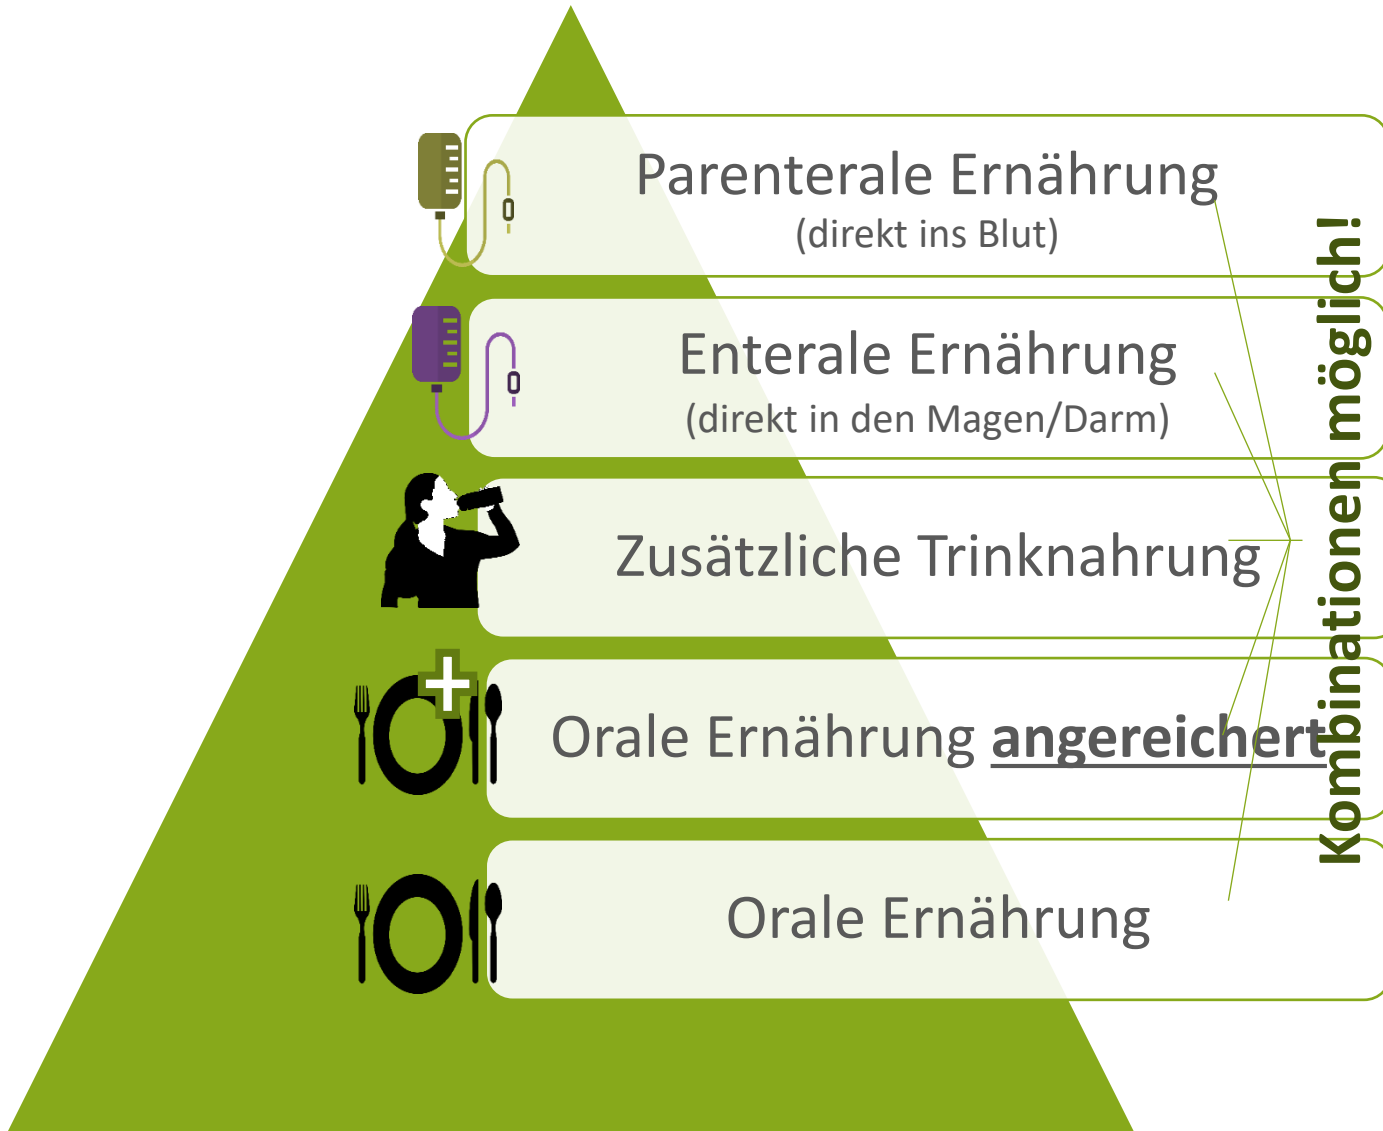 Parenterale Ernährung
(direkt ins Blut)
Enterale Ernährung
(direkt in den Magen/Darm)
Zusätzliche Trinknahrung
Orale Ernährung angereichert
Orale Ernährung
Kombinationen möglich!